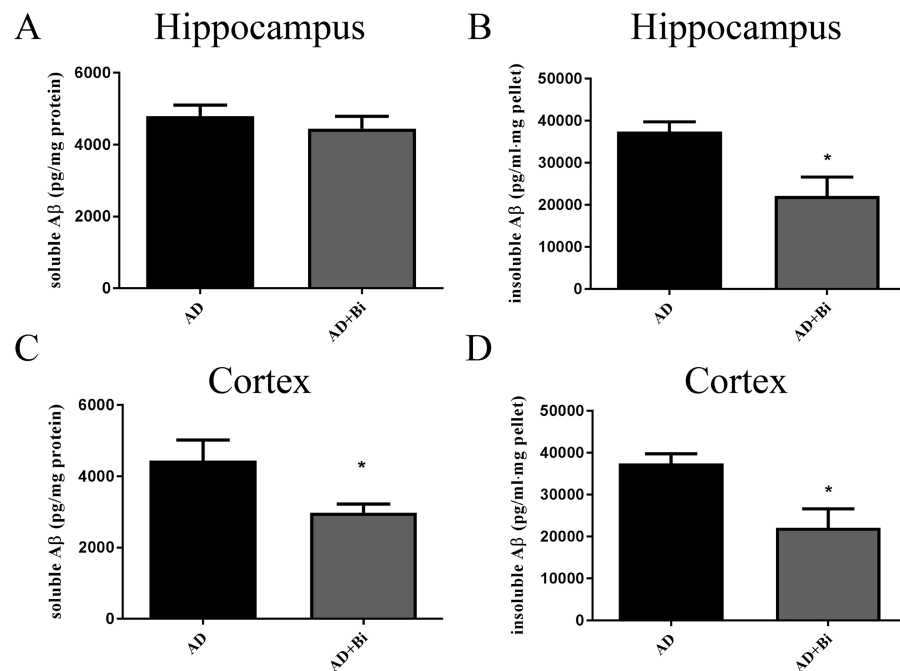 A
Hippocampus
soluble Aβ (pg/mg protein)
6000
4000
2000
0
AD
AD+Bi
B
Hippocampus
insoluble Aβ (pg/ml·mg pellet)
50000
40000
30000
20000
10000
0
*
AD
AD+Bi
C
Cortex
soluble Aβ (pg/mg protein)
6000
4000
2000
0
*
AD
AD+Bi
D
Cortex
insoluble Aβ (pg/ml·mg pellet)
50000
40000
30000
20000
10000
0
*
AD
AD+Bi